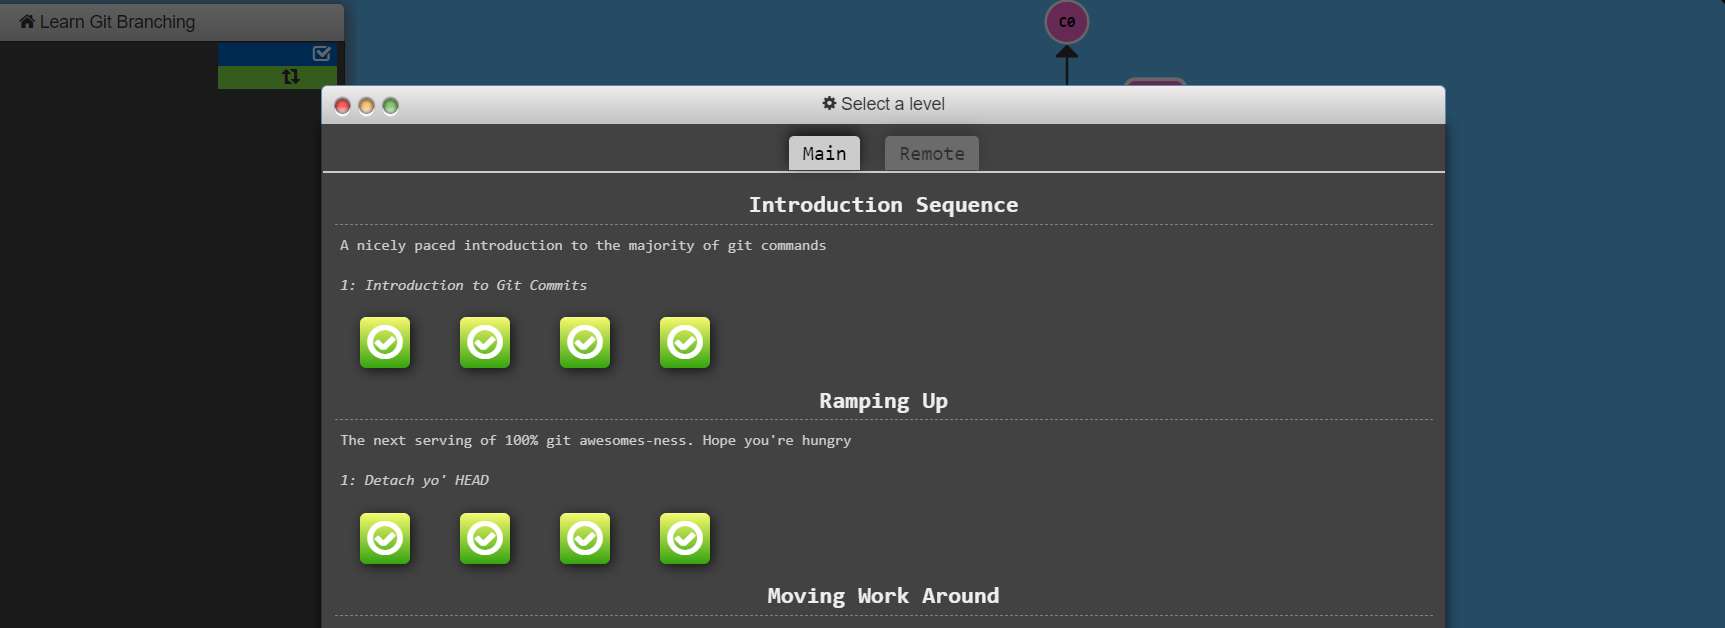 Learn Git Branching
C0
Select a level
Main
Remote
Introduction Sequence
A nicely paced introduction to the majority of git commands
1: Introduction to Git Commits
Ramping Up
The next serving of 100% git awesomes-ness. Hope you're hungry
1: Detach yo' HEAD
Moving Work Around